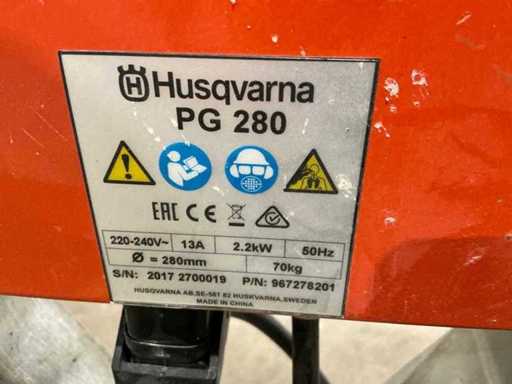 Husqvarna
PG 280
EAC CE
220-240V~ 13A 2.2kW 50Hz
Ø = 280mm 70kg
S/N: 2017 2700019 P/N: 967278201
HUSQVARNA AB,SE-561 82 HUSKVARNA,SWEDEN
MADE IN CHINA